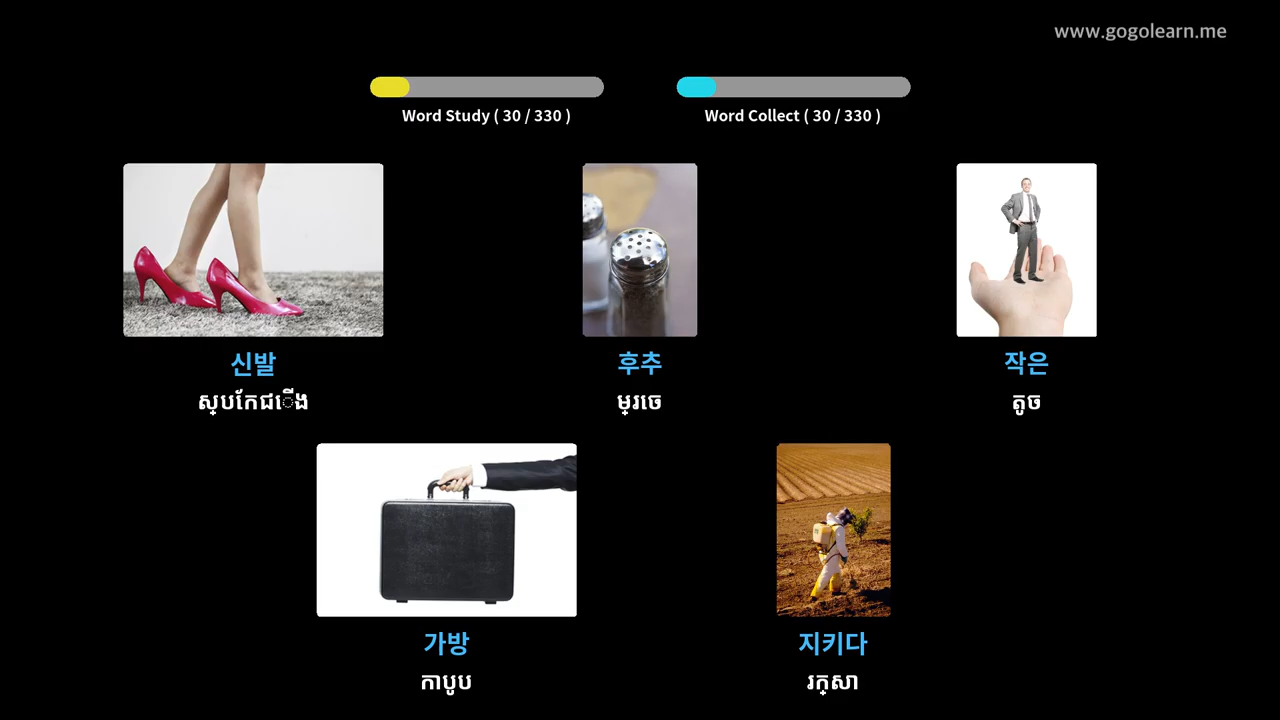 www.gogolearn.me
Word Study ( 30 / 330 )
Word Collect ( 30 / 330 )
신발
ស្បែកជើង
후추
ម្រេច
작은
តូច
가방
កាបូប
지키다
រក្សា